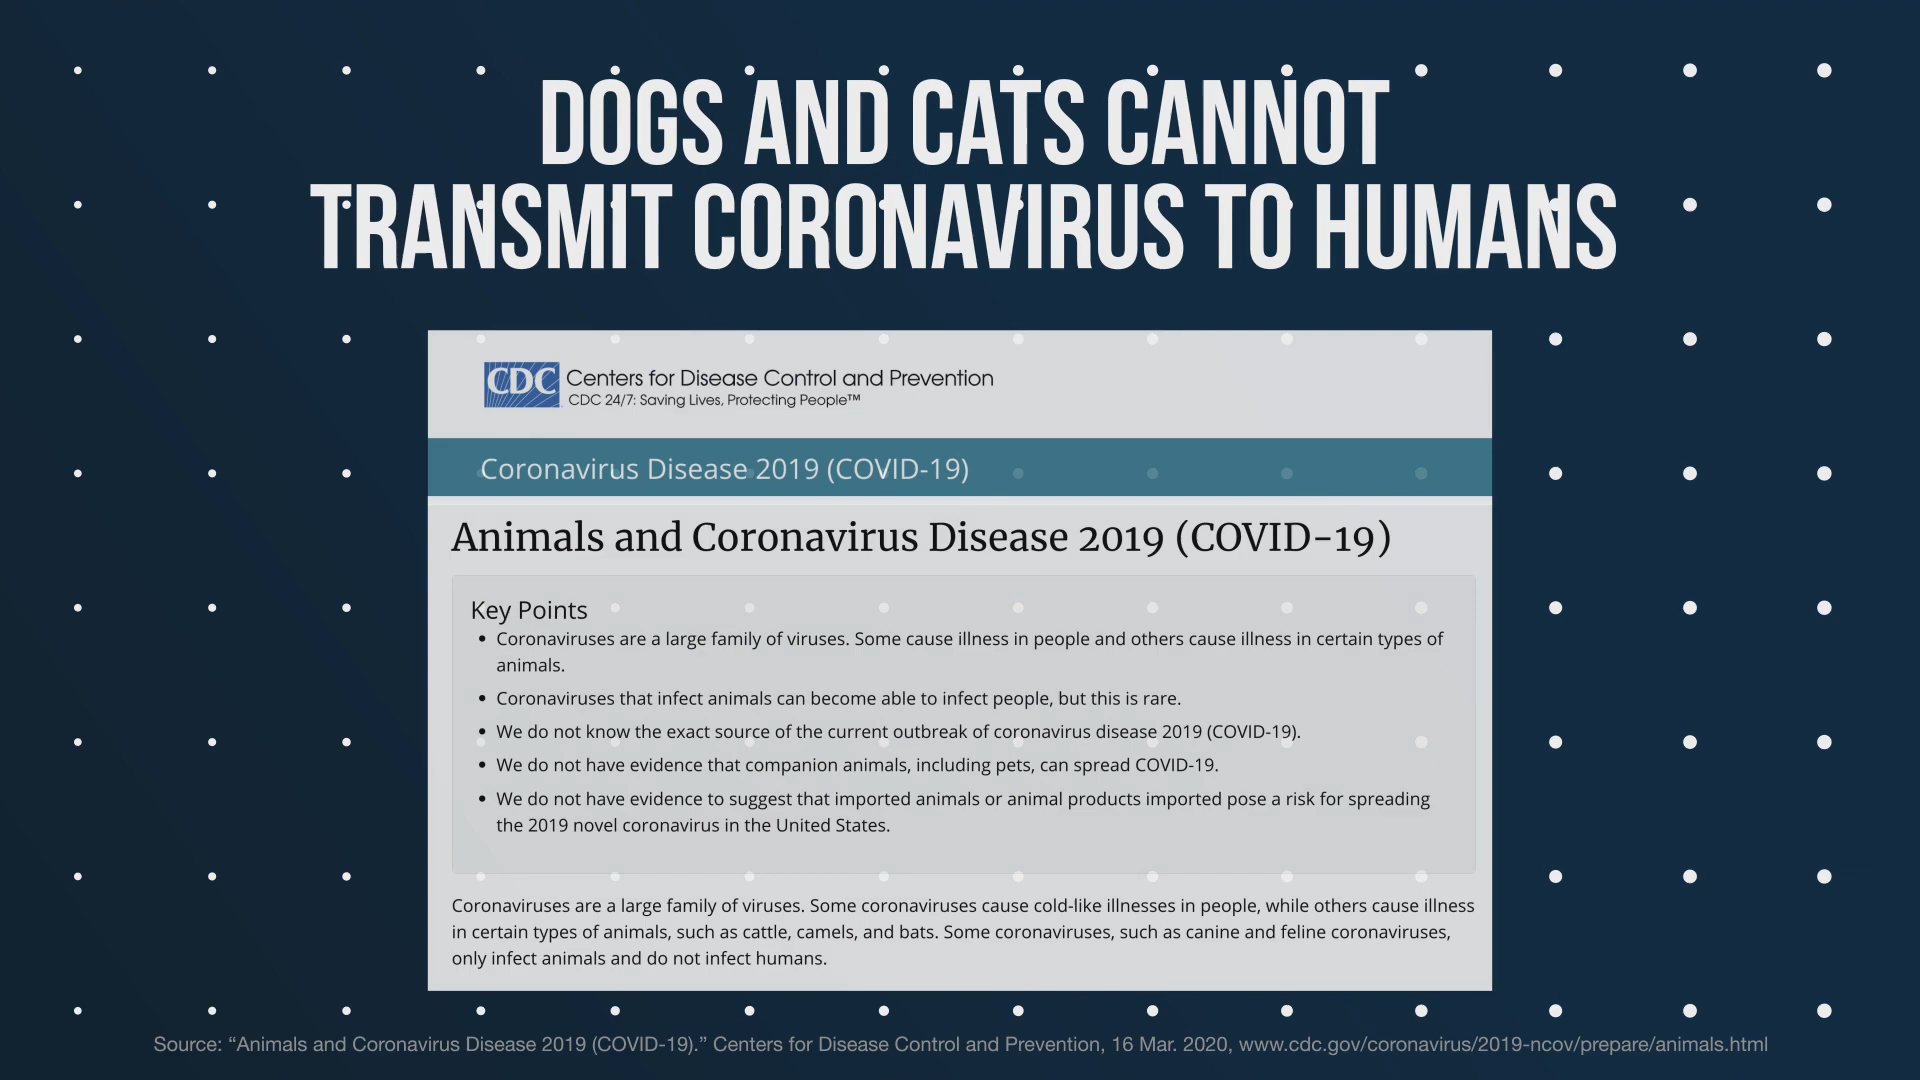 DOGS AND CATS CANNOT
TRANSMIT CORONAVIRUS TO HUMANS
CDC Centers for Disease Control and Prevention
CDC 24/7: Saving Lives, Protecting People™
Coronavirus Disease 2019 (COVID-19)
Animals and Coronavirus Disease 2019 (COVID-19)
Key Points
• Coronaviruses are a large family of viruses. Some cause illness in people and others cause illness in certain types of
animals.
• Coronaviruses that infect animals can become able to infect people, but this is rare.
• We do not know the exact source of the current outbreak of coronavirus disease 2019 (COVID-19).
• We do not have evidence that companion animals, including pets, can spread COVID-19.
• We do not have evidence to suggest that imported animals or animal products imported pose a risk for spreading
the 2019 novel coronavirus in the United States.
Coronaviruses are a large family of viruses. Some coronaviruses cause cold-like illnesses in people, while others cause illness
in certain types of animals, such as cattle, camels, and bats. Some coronaviruses, such as canine and feline coronaviruses,
only infect animals and do not infect humans.
Source: “Animals and Coronavirus Disease 2019 (COVID-19).” Centers for Disease Control and Prevention, 16 Mar. 2020, www.cdc.gov/coronavirus/2019-ncov/prepare/animals.html